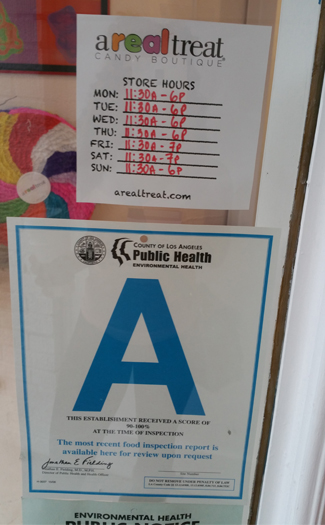 a real treat
CANDY BOUTIQUE
STORE HOURS
MON: 11:30A - 6P
TUE: 11:30A - 6P
WED: 11:30A - 6P
THU: 11:30A - 6P
FRI: 11:30A - 7P
SAT: 11:30A - 7P
SUN: 11:30A - 6P
arealtreat.com
COUNTY OF LOS ANGELES
Public Health
ENVIRONMENTAL HEALTH
A
THIS ESTABLISHMENT RECEIVED A SCORE OF
90-100%
AT THE TIME OF INSPECTION
The most recent food inspection report is
available here for review upon request
Jonathan E. Fielding
DO NOT REMOVE UNDER PENALTY OF LAW
ENVIRONMENTAL HEALTH
PUBLIC NOTICE